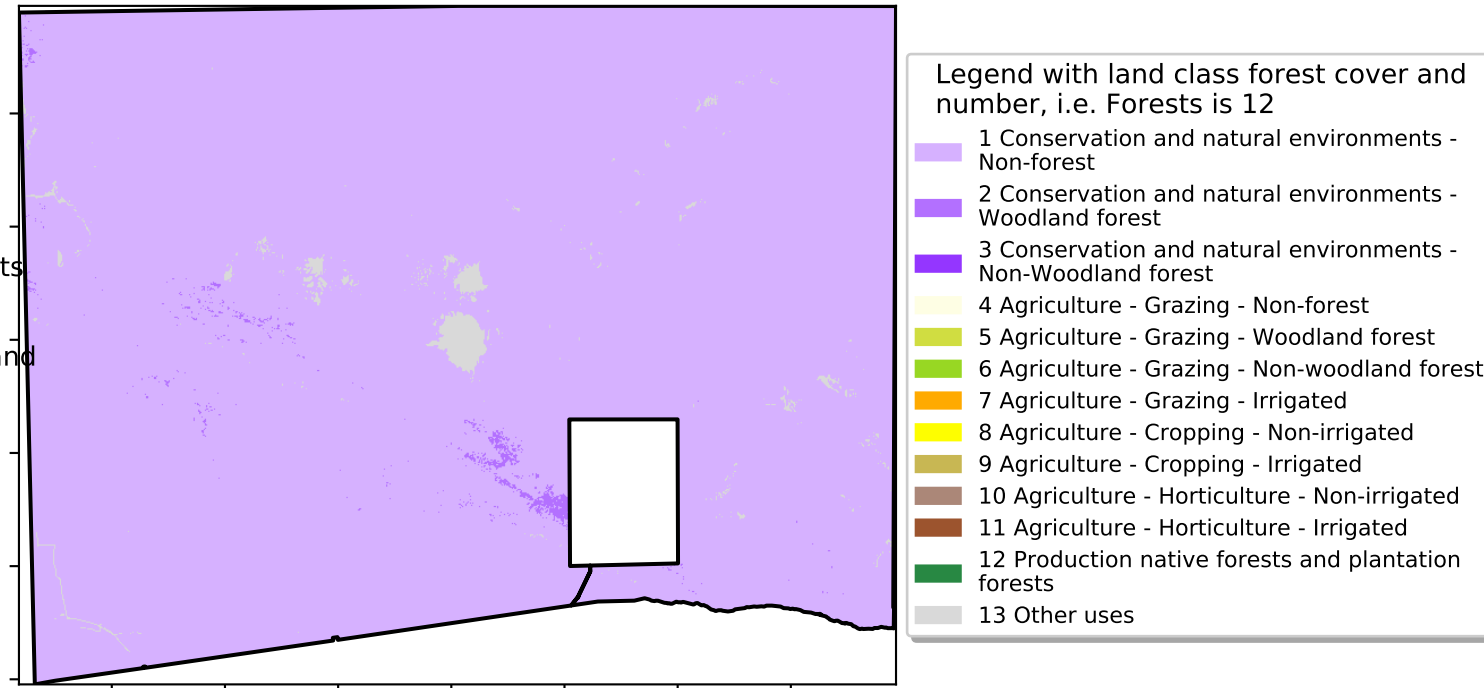 Legend with land class forest cover and
number, i.e. Forests is 12
1 Conservation and natural environments -
Non-forest
2 Conservation and natural environments -
Woodland forest
3 Conservation and natural environments -
Non-Woodland forest
4 Agriculture - Grazing - Non-forest
5 Agriculture - Grazing - Woodland forest
6 Agriculture - Grazing - Non-woodland forest
7 Agriculture - Grazing - Irrigated
8 Agriculture - Cropping - Non-irrigated
9 Agriculture - Cropping - Irrigated
10 Agriculture - Horticulture - Non-irrigated
11 Agriculture - Horticulture - Irrigated
12 Production native forests and plantation
forests
13 Other uses